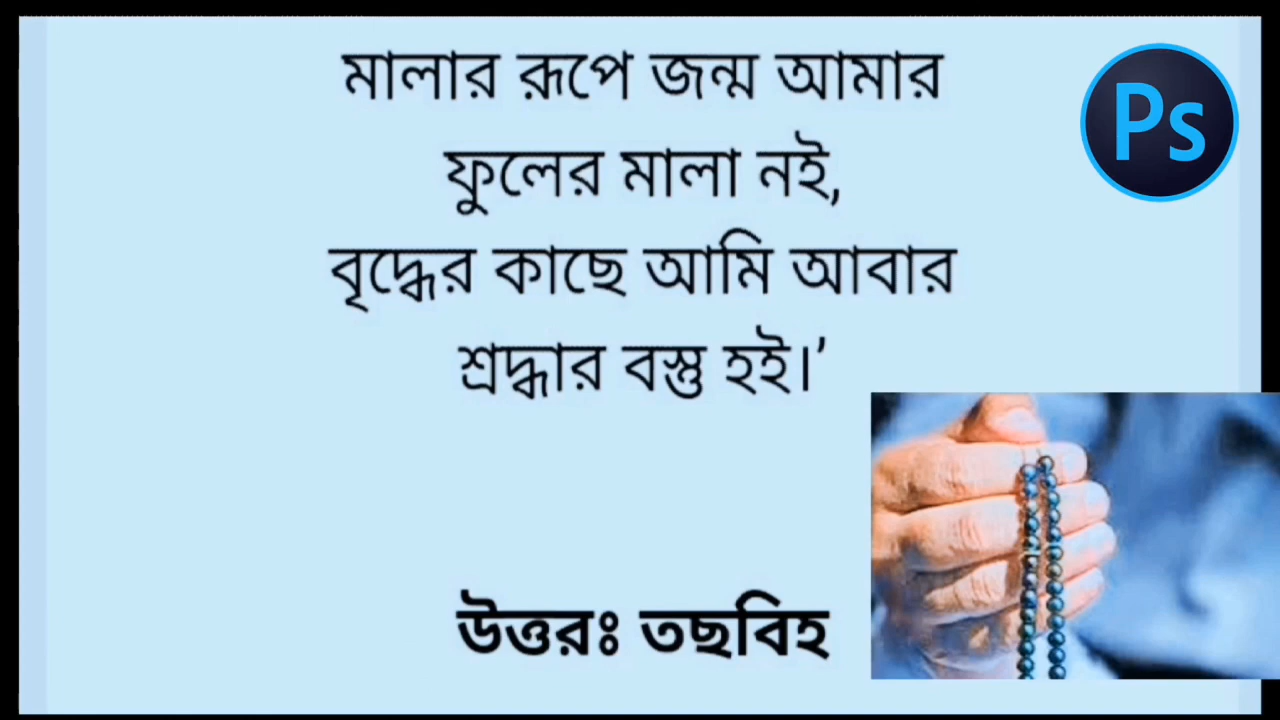 মালার রূপে জন্ম আমার
ফুলের মালা নই,
বৃদ্ধের কাছে আমি আবার
শ্রদ্ধার বস্তু হই।’
উত্তরঃ তছবিহ
Ps